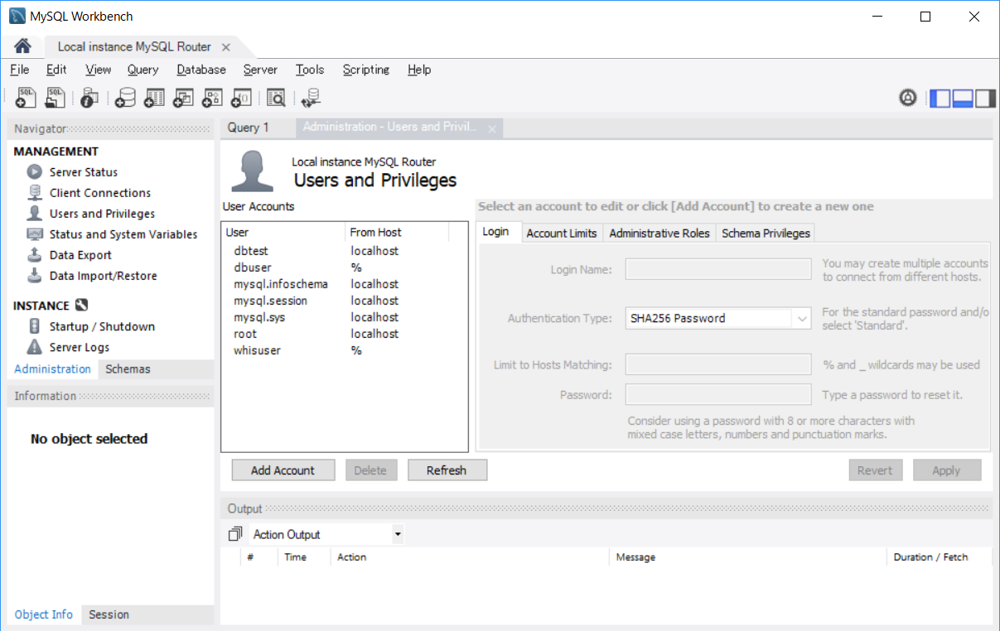 MySQL Workbench
Local instance MySQL Router
File Edit View Query Database Server Tools Scripting Help
SQL SQL
Navigator
MANAGEMENT
Server Status
Client Connections
Users and Privileges
Status and System Variables
Data Export
Data Import/Restore
INSTANCE
Startup / Shutdown
Server Logs
Administration Schemas
Information
No object selected
Object Info Session
Query 1 Administration - Users and Privil...
Local instance MySQL Router
Users and Privileges
User Accounts
User From Host
dbtest localhost
dbuser %
mysql.infoschema localhost
mysql.session localhost
mysql.sys localhost
root localhost
whisuser %
Add Account Delete Refresh
Select an account to edit or click [Add Account] to create a new one
Login Account Limits Administrative Roles Schema Privileges
Login Name: You may create multiple accounts
to connect from different hosts.
Authentication Type: SHA256 Password For the standard password and/o
select 'Standard'.
Limit to Hosts Matching: % and _ wildcards may be used
Password: Type a password to reset it.
Consider using a password with 8 or more characters with
mixed case letters, numbers and punctuation marks.
Revert Apply
Output
Action Output
# Time Action Message Duration / Fetch